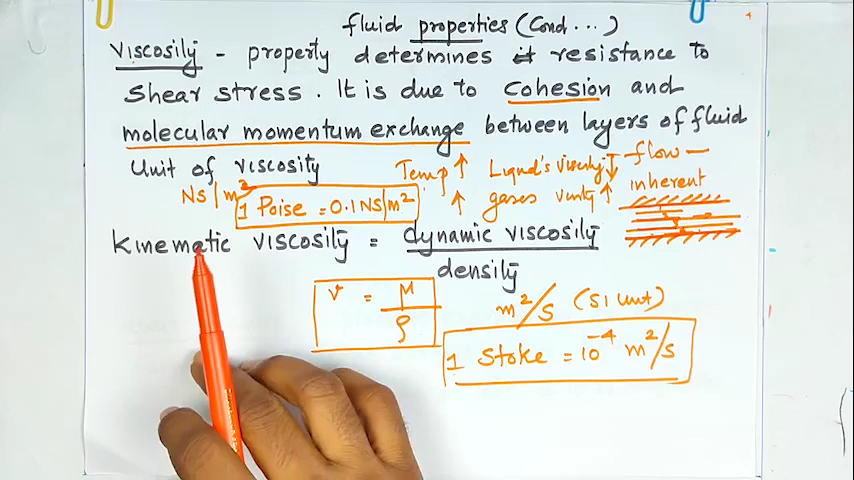 fluid properties (Cond...)
Viscosity - property determines it resistance to
Shear stress. It is due to cohesion and
molecular momentum exchange between layers of fluid
Unit of viscosity
Temp ↑ Liquid's viscosity ↓ flow —
NS/m²
1 Poise = 0.1 NS/m²
↑ gases ↑ inherent
Kinematic viscosity = dynamic viscosity
density
ν = μ
ρ
m²/S (SI Unit)
1 Stoke = 10⁻⁴ m²/S